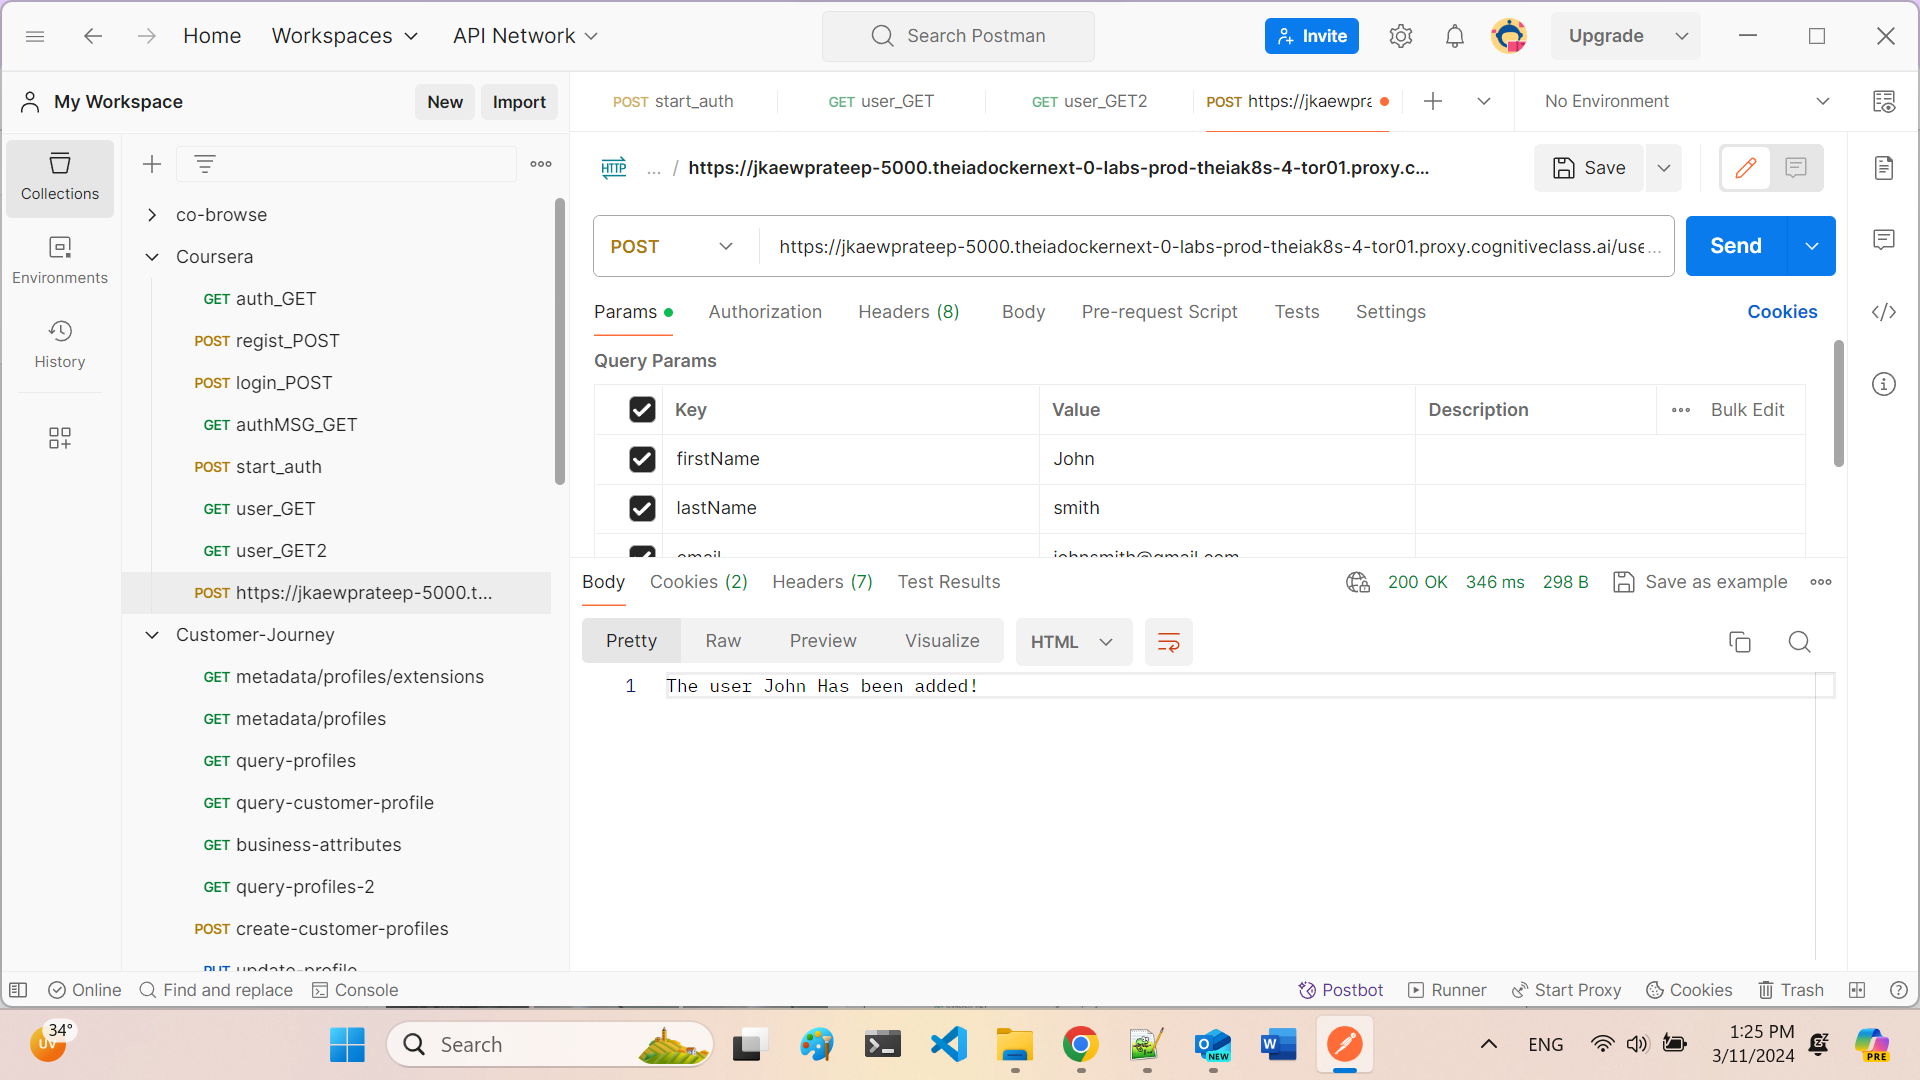 Home
Workspaces
API Network
Search Postman
Invite
Upgrade
My Workspace
New
Import
POST start_auth
GET user_GET
GET user_GET2
POST https://jkaewpra
No Environment
Collections
Environments
History
co-browse
Coursera
GET auth_GET
POST regist_POST
POST login_POST
GET authMSG_GET
POST start_auth
GET user_GET
GET user_GET2
POST https://jkaewprateep-5000.t...
Customer-Journey
GET metadata/profiles/extensions
GET metadata/profiles
GET query-profiles
GET query-customer-profile
GET business-attributes
GET query-profiles-2
POST create-customer-profiles
PUT update-profile
HTTP ... / https://jkaewprateep-5000.theiadockernext-0-labs-prod-theiak8s-4-tor01.proxy.c...
Save
POST https://jkaewprateep-5000.theiadockernext-0-labs-prod-theiak8s-4-tor01.proxy.cognitiveclass.ai/use...
Send
Params Authorization Headers (8) Body Pre-request Script Tests Settings Cookies
Query Params
Key Value Description Bulk Edit
firstName John
lastName smith
email johnsmith@gmail.com
Body Cookies (2) Headers (7) Test Results 200 OK 346 ms 298 B Save as example
Pretty Raw Preview Visualize HTML
1 The user John Has been added!
Online Find and replace Console Postbot Runner Start Proxy Cookies Trash
34°
UV
Search
NEW
W
ENG
1:25 PM
3/11/2024
PRE